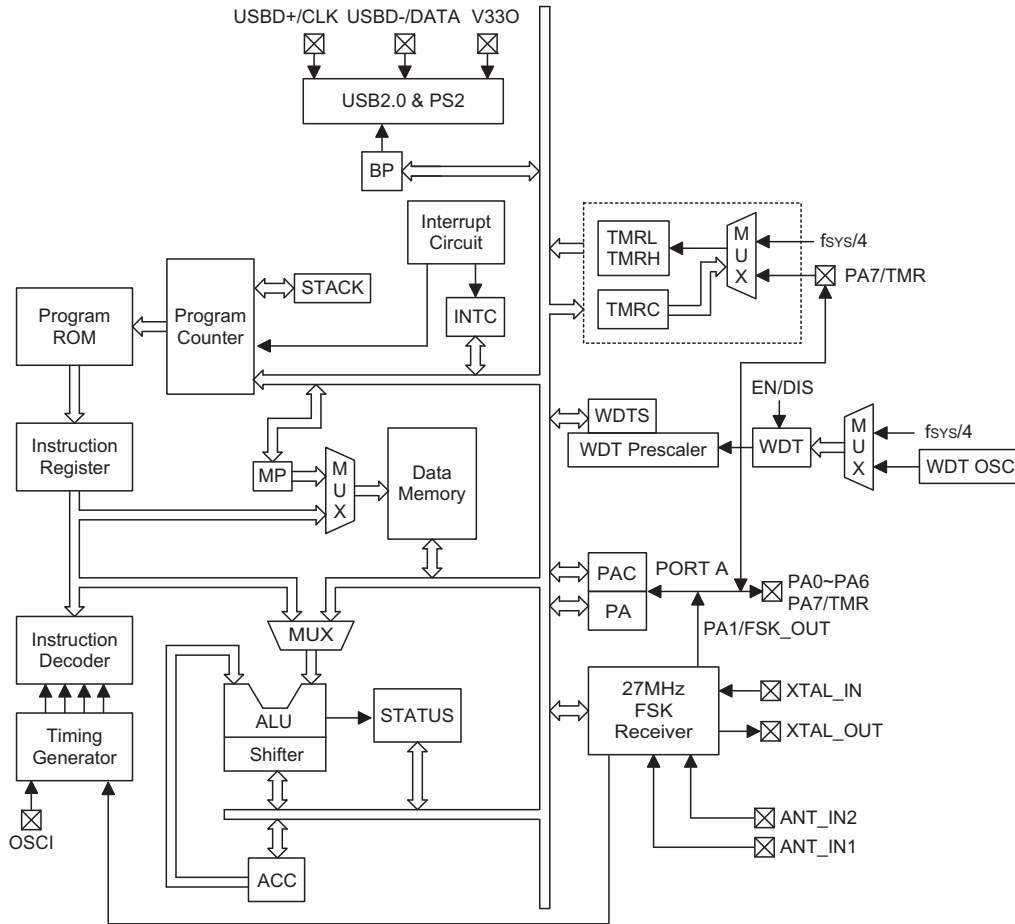 USBD+/CLK USBD-/DATA V33O
USB2.0 & PS2
BP
Interrupt
Circuit
TMRL
TMRH
MUX
fSYS/4
PA7/TMR
TMRC
STACK
Program
ROM
Program
Counter
INTC
EN/DIS
WDTS
WDT Prescaler
WDT
MUX
fSYS/4
WDT OSC
Instruction
Register
MP
MUX
Data
Memory
PAC
PORT A
PA0~PA6
PA7/TMR
PA
PA1/FSK_OUT
Instruction
Decoder
MUX
27MHz
FSK
Receiver
XTAL_IN
XTAL_OUT
ALU
STATUS
Shifter
Timing
Generator
OSCI
ANT_IN2
ANT_IN1
ACC